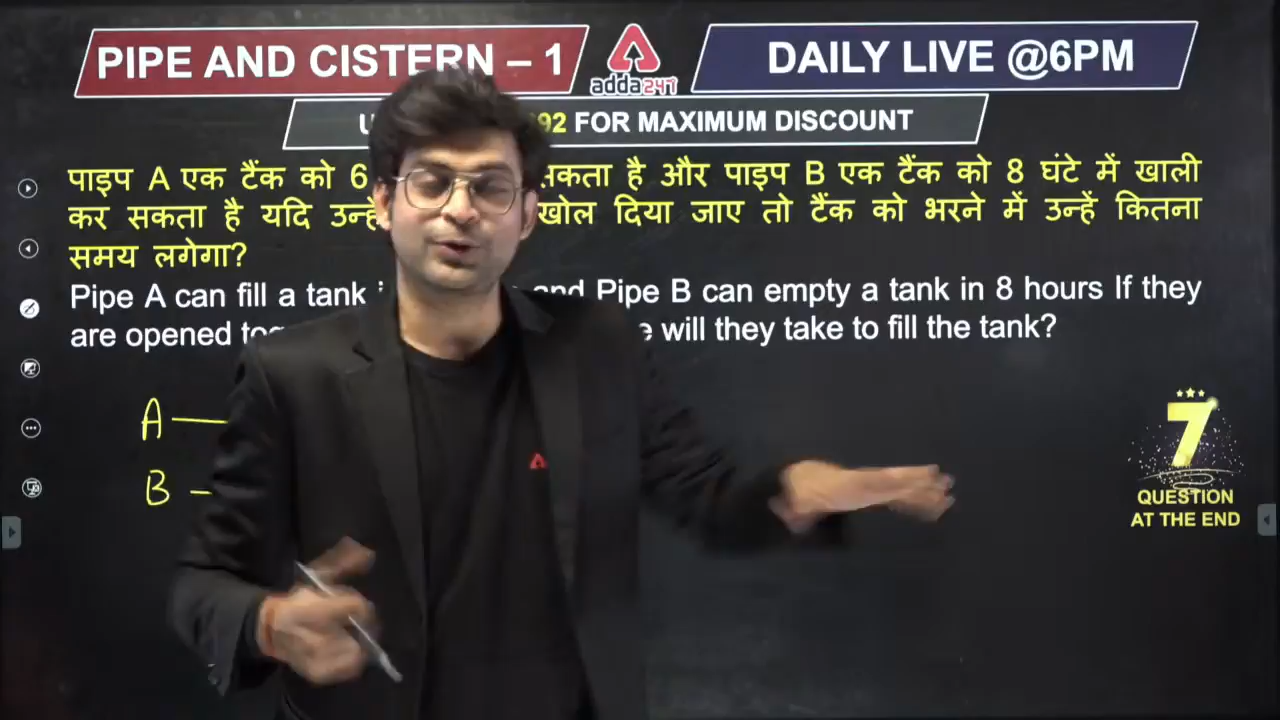 PIPE AND CISTERN – 1
adda247
DAILY LIVE @6PM
92 FOR MAXIMUM DISCOUNT
पाइप A एक टैंक को 6 सकता है और पाइप B एक टैंक को 8 घंटे में खाली
कर सकता है यदि उन्हें खोल दिया जाए तो टैंक को भरने में उन्हें कितना
समय लगेगा?
Pipe A can fill a tank and Pipe B can empty a tank in 8 hours If they
are opened will they take to fill the tank?
A —
B –
7
QUESTION
AT THE END